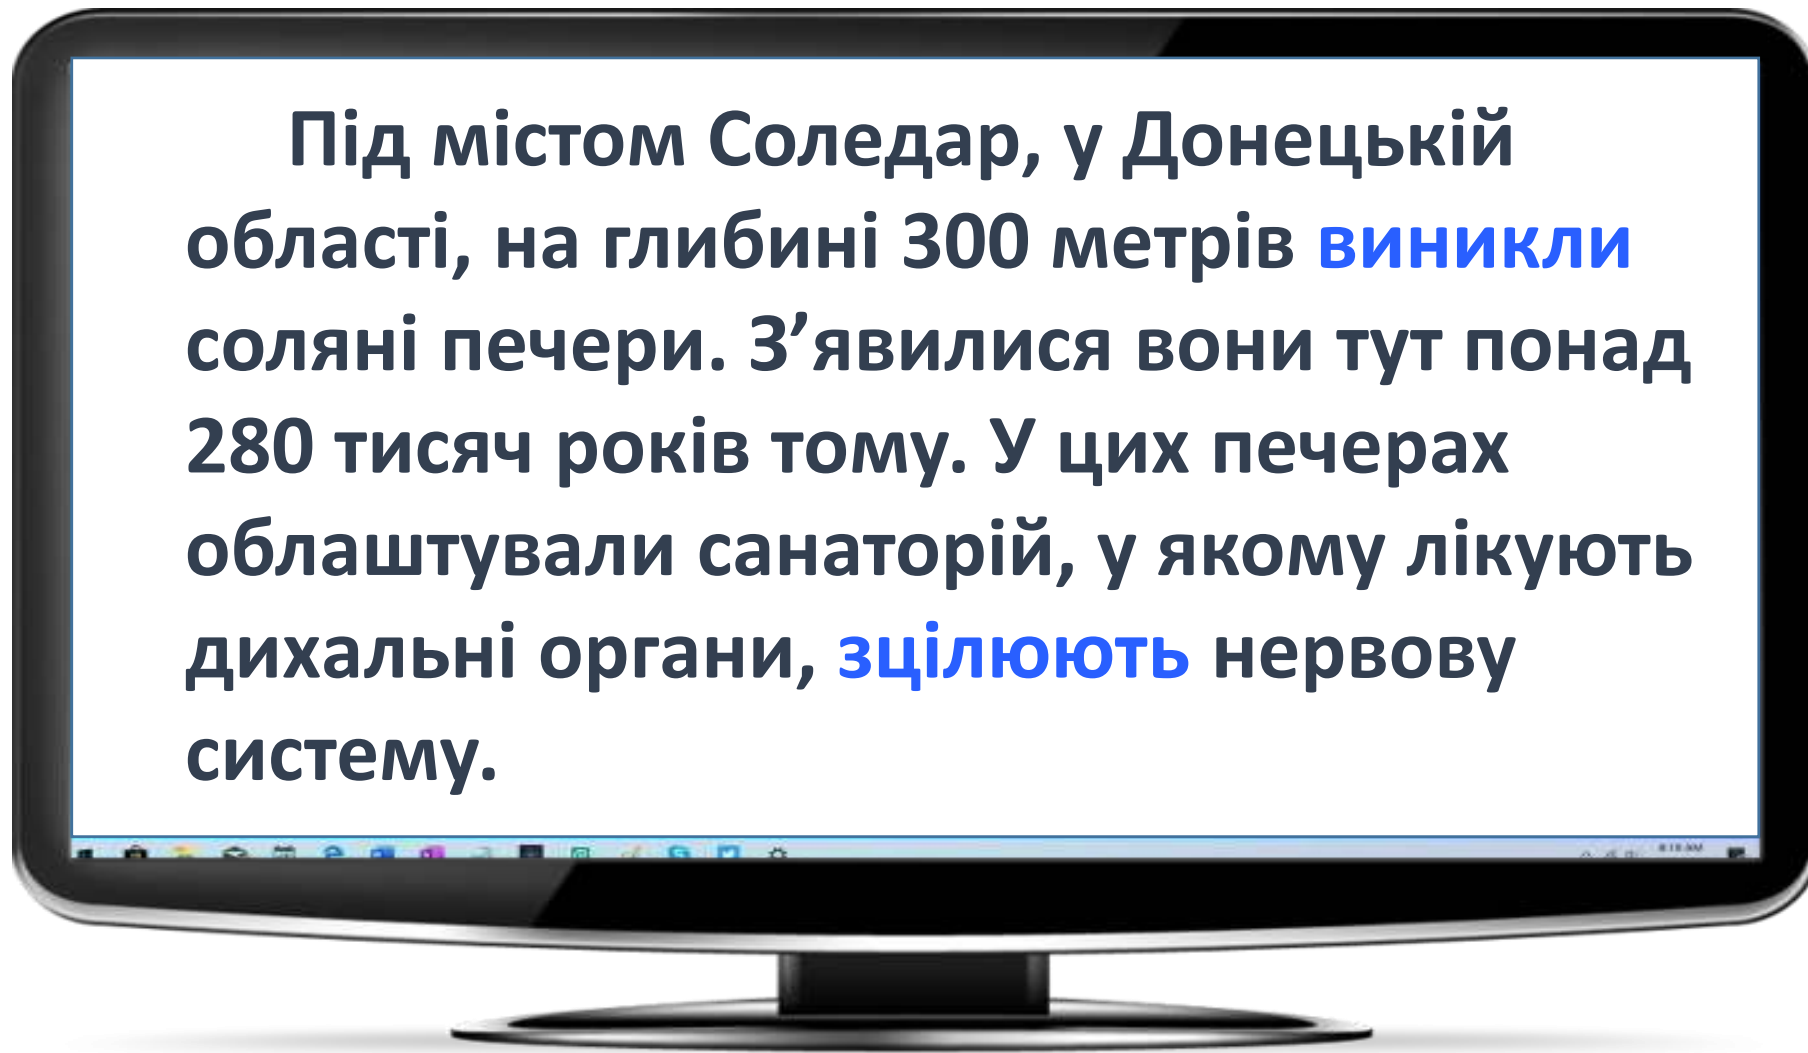 Під містом Соледар, у Донецькій
області, на глибині 300 метрів виникли
соляні печери. З’явилися вони тут понад
280 тисяч років тому. У цих печерах
облаштували санаторій, у якому лікують
дихальні органи, зцілюють нервову
систему.